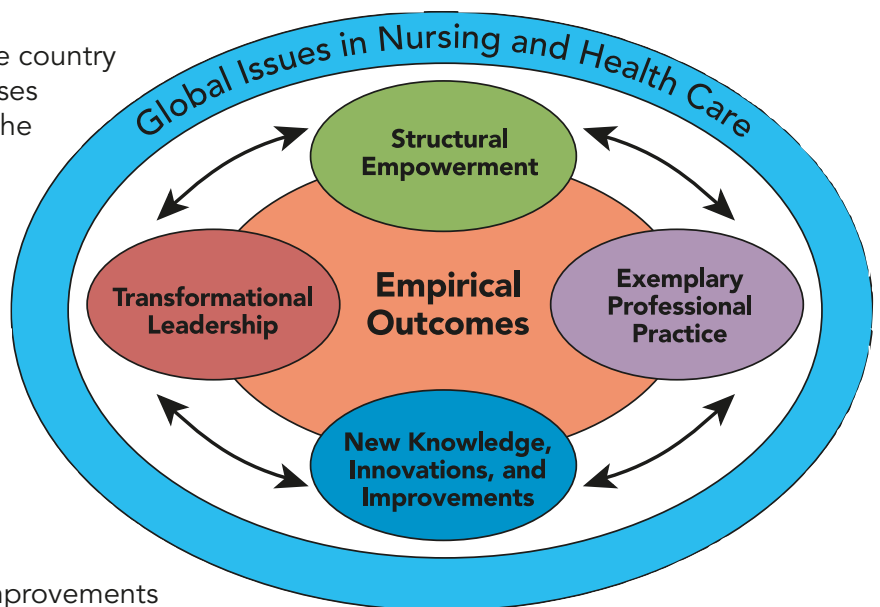 e country
ses
he
Global Issues in Nursing and Health Care
Structural
Empowerment
Transformational
Leadership
Empirical
Outcomes
Exemplary
Professional
Practice
New Knowledge,
Innovations, and
Improvements
provements